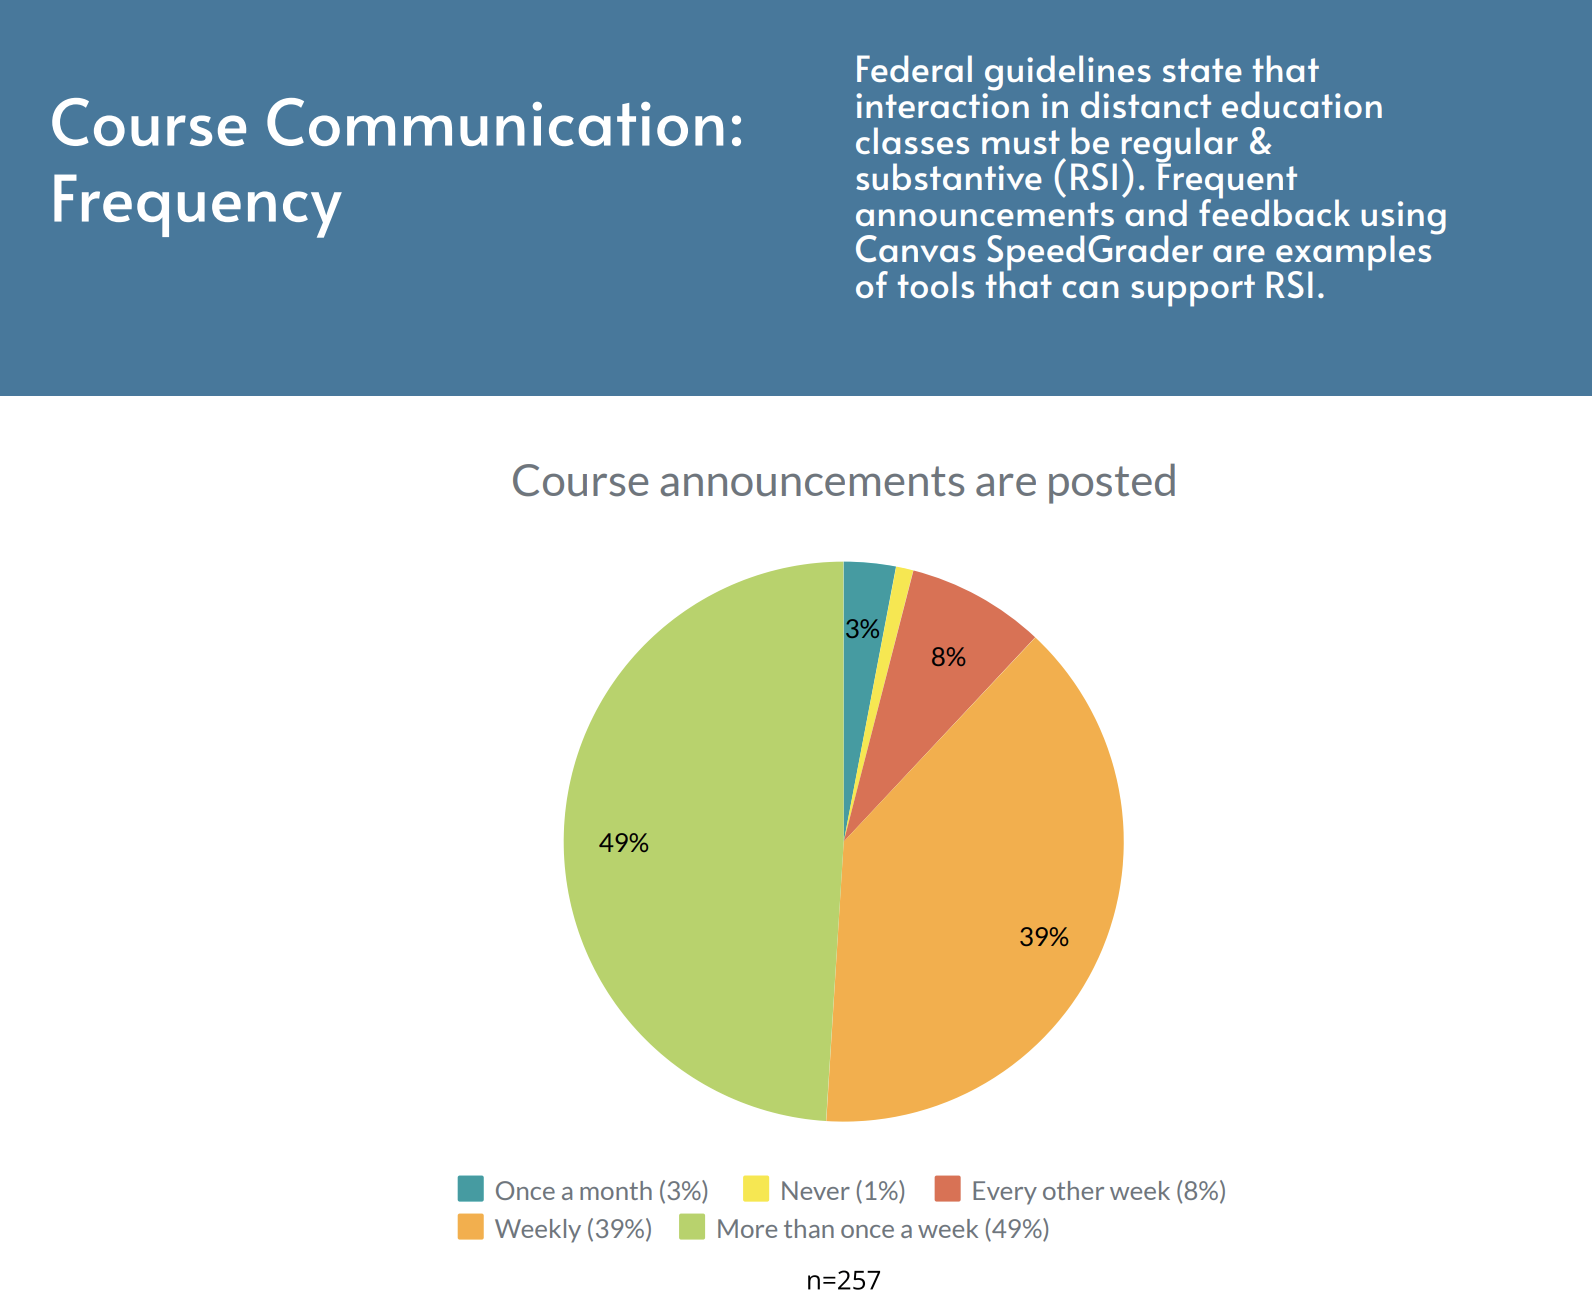 Course Communication:
Frequency
Federal guidelines state that
interaction in distanct education
classes must be regular &
substantive (RSI). Frequent
announcements and feedback using
Canvas SpeedGrader are examples
of tools that can support RSI.
Course announcements are posted
3%
8%
49%
39%
Once a month (3%) Never (1%) Every other week (8%)
Weekly (39%) More than once a week (49%)
n=257